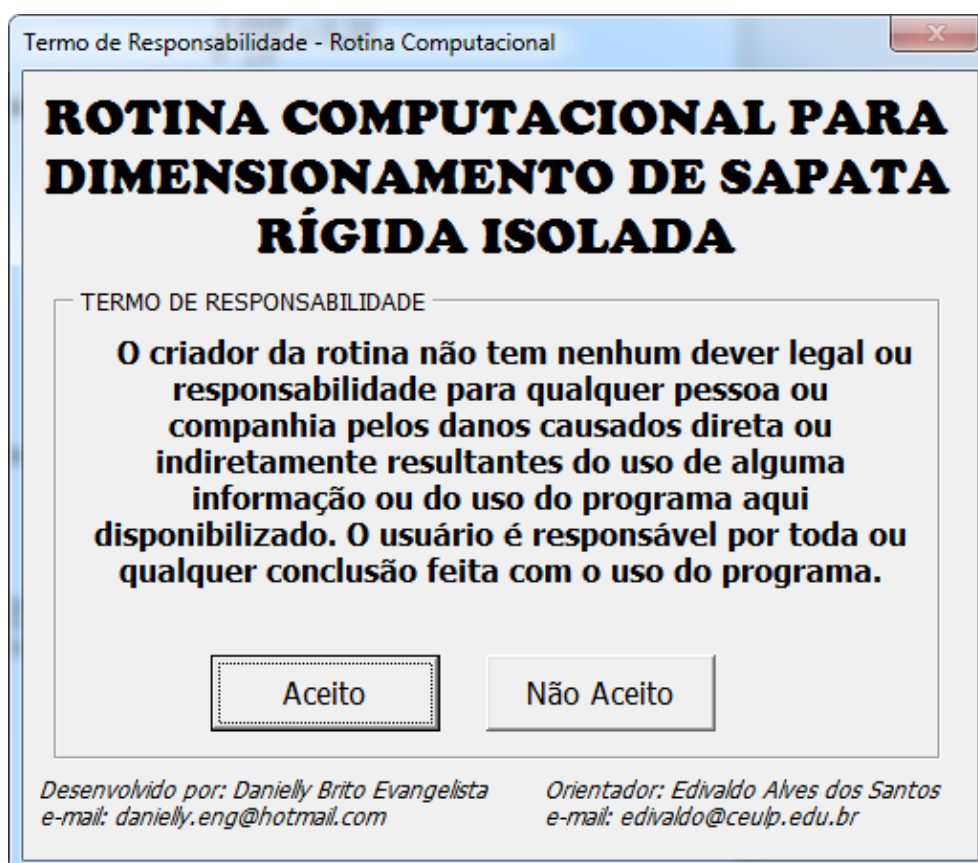 Termo de Responsabilidade - Rotina Computacional
ROTINA COMPUTACIONAL PARA
DIMENSIONAMENTO DE SAPATA
RÍGIDA ISOLADA
TERMO DE RESPONSABILIDADE
O criador da rotina não tem nenhum dever legal ou
responsabilidade para qualquer pessoa ou
companhia pelos danos causados direta ou
indiretamente resultantes do uso de alguma
informação ou do uso do programa aqui
disponibilizado. O usuário é responsável por toda ou
qualquer conclusão feita com o uso do programa.
Aceito
Não Aceito
Desenvolvido por: Danielly Brito Evangelista
e-mail: danielly.eng@hotmail.com
Orientador: Edivaldo Alves dos Santos
e-mail: edivaldo@ceulp.edu.br